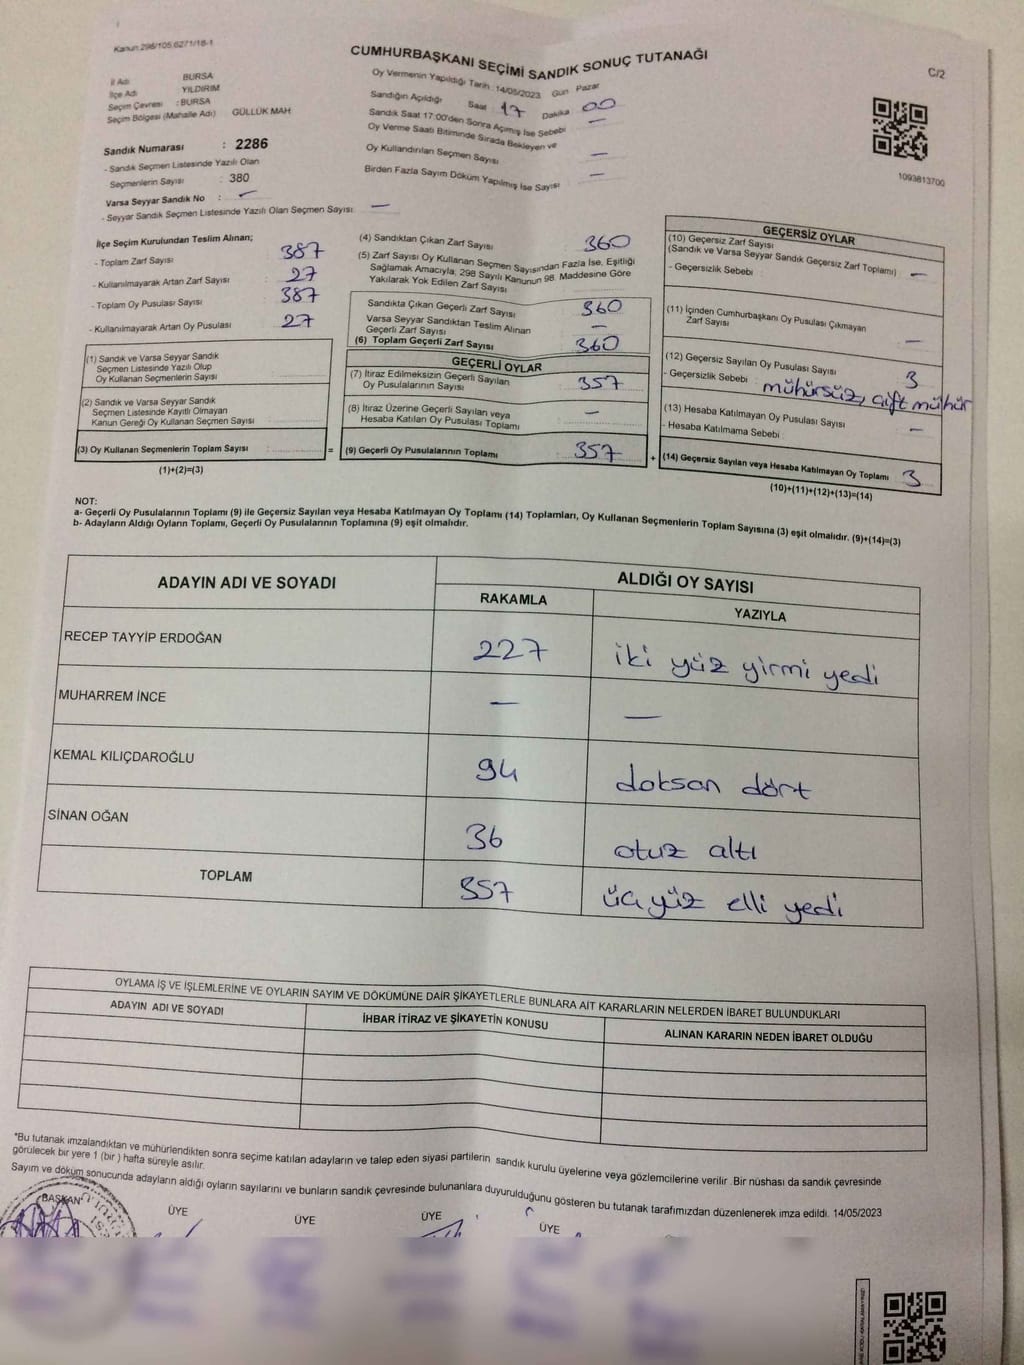 Kanun 298/105,6271/18-1
CUMHURBAŞKANI SEÇİMİ SANDIK SONUÇ TUTANAĞI
C/2
İl Adı BURSA
İlçe Adı YILDIRIM
Seçim Çevresi : BURSA
Seçim Bölgesi (Mahalle Adı) GÜLLÜK MAH
Sandık Numarası : 2286
- Sandık Seçmen Listesinde Yazılı Olan
Seçmenlerin Sayısı : 380
Varsa Seyyar Sandık No : –
- Seyyar Sandık Seçmen Listesinde Yazılı Olan Seçmen Sayısı : –
Oy Vermenin Yapıldığı Tarih : 14/05/2023 Gün Pazar
Sandığın Açıldığı Saat : 17 Dakika 00
Sandık Saat 17:00'den Sonra Açımış İse Sebebi –
Oy Verme Saati Bitiminde Sırada Bekleyen ve
Oy Kullandırılan Seçmen Sayısı –
Birden Fazla Sayım Döküm Yapılmış İse Sayısı –
1093813700
İlçe Seçim Kurulundan Teslim Alınan;
- Toplam Zarf Sayısı : 387
- Kullanılmayarak Artan Zarf Sayısı : 27
- Toplam Oy Pusulası Sayısı : 387
- Kullanılmayarak Artan Oy Pusulası : 27
(1) Sandık ve Varsa Seyyar Sandık
Seçmen Listesinde Yazılı Olup
Oy Kullanan Seçmenlerin Sayısı :
(2) Sandık ve Varsa Seyyar Sandık
Seçmen Listesinde Kayıtlı Olmayan
Kanun Gereği Oy Kullanan Seçmen Sayısı :
(3) Oy Kullanan Seçmenlerin Toplam Sayısı :
(1)+(2)=(3)
(4) Sandıktan Çıkan Zarf Sayısı 360
(5) Zarf Sayısı Oy Kullanan Seçmen Sayısından Fazla İse, Eşitliği
Sağlamak Amacıyla; 298 Sayılı Kanunun 98. Maddesine Göre
Yakılarak Yok Edilen Zarf Sayısı
Sandıkta Çıkan Geçerli Zarf Sayısı 360
Varsa Seyyar Sandıktan Teslim Alınan
Geçerli Zarf Sayısı –
(6) Toplam Geçerli Zarf Sayısı 360
GEÇERLİ OYLAR
(7) İtiraz Edilmeksizin Geçerli Sayılan
Oy Pusulalarının Sayısı 357
(8) İtiraz Üzerine Geçerli Sayılan veya
Hesaba Katılan Oy Pusulası Toplamı –
= (9) Geçerli Oy Pusulalarının Toplamı 357 +
GEÇERSİZ OYLAR
(10) Geçersiz Zarf Sayısı
(Sandık ve Varsa Seyyar Sandık Geçersiz Zarf Toplamı) –
- Geçersizlik Sebebi :
(11) İçinden Cumhurbaşkanı Oy Pusulası Çıkmayan
Zarf Sayısı –
(12) Geçersiz Sayılan Oy Pusulası Sayısı 3
- Geçersizlik Sebebi : mühürsüz, çift mühür
(13) Hesaba Katılmayan Oy Pusulası Sayısı –
- Hesaba Katılmama Sebebi
(14) Geçersiz Sayılan veya Hesaba Katılmayan Oy Toplamı 3
(10)+(11)+(12)+(13)=(14)
NOT:
a- Geçerli Oy Pusulalarının Toplamı (9) ile Geçersiz Sayılan veya Hesaba Katılmayan Oy Toplamı (14) Toplamları, Oy Kullanan Seçmenlerin Toplam Sayısına (3) eşit olmalıdır. (9)+(14)=(3)
b- Adayların Aldığı Oyların Toplamı, Geçerli Oy Pusulalarının Toplamına (9) eşit olmalıdır.
ADAYIN ADI VE SOYADI
ALDIĞI OY SAYISI
RAKAMLA YAZIYLA
RECEP TAYYİP ERDOĞAN 227 iki yüz yirmi yedi
MUHARREM İNCE – –
KEMAL KILIÇDAROĞLU 94 doksan dört
SİNAN OĞAN 36 otuz altı
TOPLAM 357 üçyüz elli yedi
OYLAMA İŞ VE İŞLEMLERİNE VE OYLARIN SAYIM VE DÖKÜMÜNE DAİR ŞİKAYETLERLE BUNLARA AİT KARARLARIN NELERDEN İBARET BULUNDUKLARI
ADAYIN ADI VE SOYADI İHBAR İTİRAZ VE ŞİKAYETİN KONUSU ALINAN KARARIN NEDEN İBARET OLDUĞU
*Bu tutanak imzalandıktan ve mühürlendikten sonra seçime katılan adayların ve talep eden siyasi partilerin sandık kurulu üyelerine veya gözlemcilerine verilir .Bir nüshası da sandık çevresinde
görülecek bir yere 1 (bir ) hafta süreyle asılır.
Sayım ve döküm sonucunda adayların aldığı oyların sayılarını ve bunların sandık çevresinde bulunanlara duyurulduğunu gösteren bu tutanak tarafımızdan düzenlenerek imza edildi. 14/05/2023
BAŞKAN ÜYE ÜYE ÜYE ÜYE